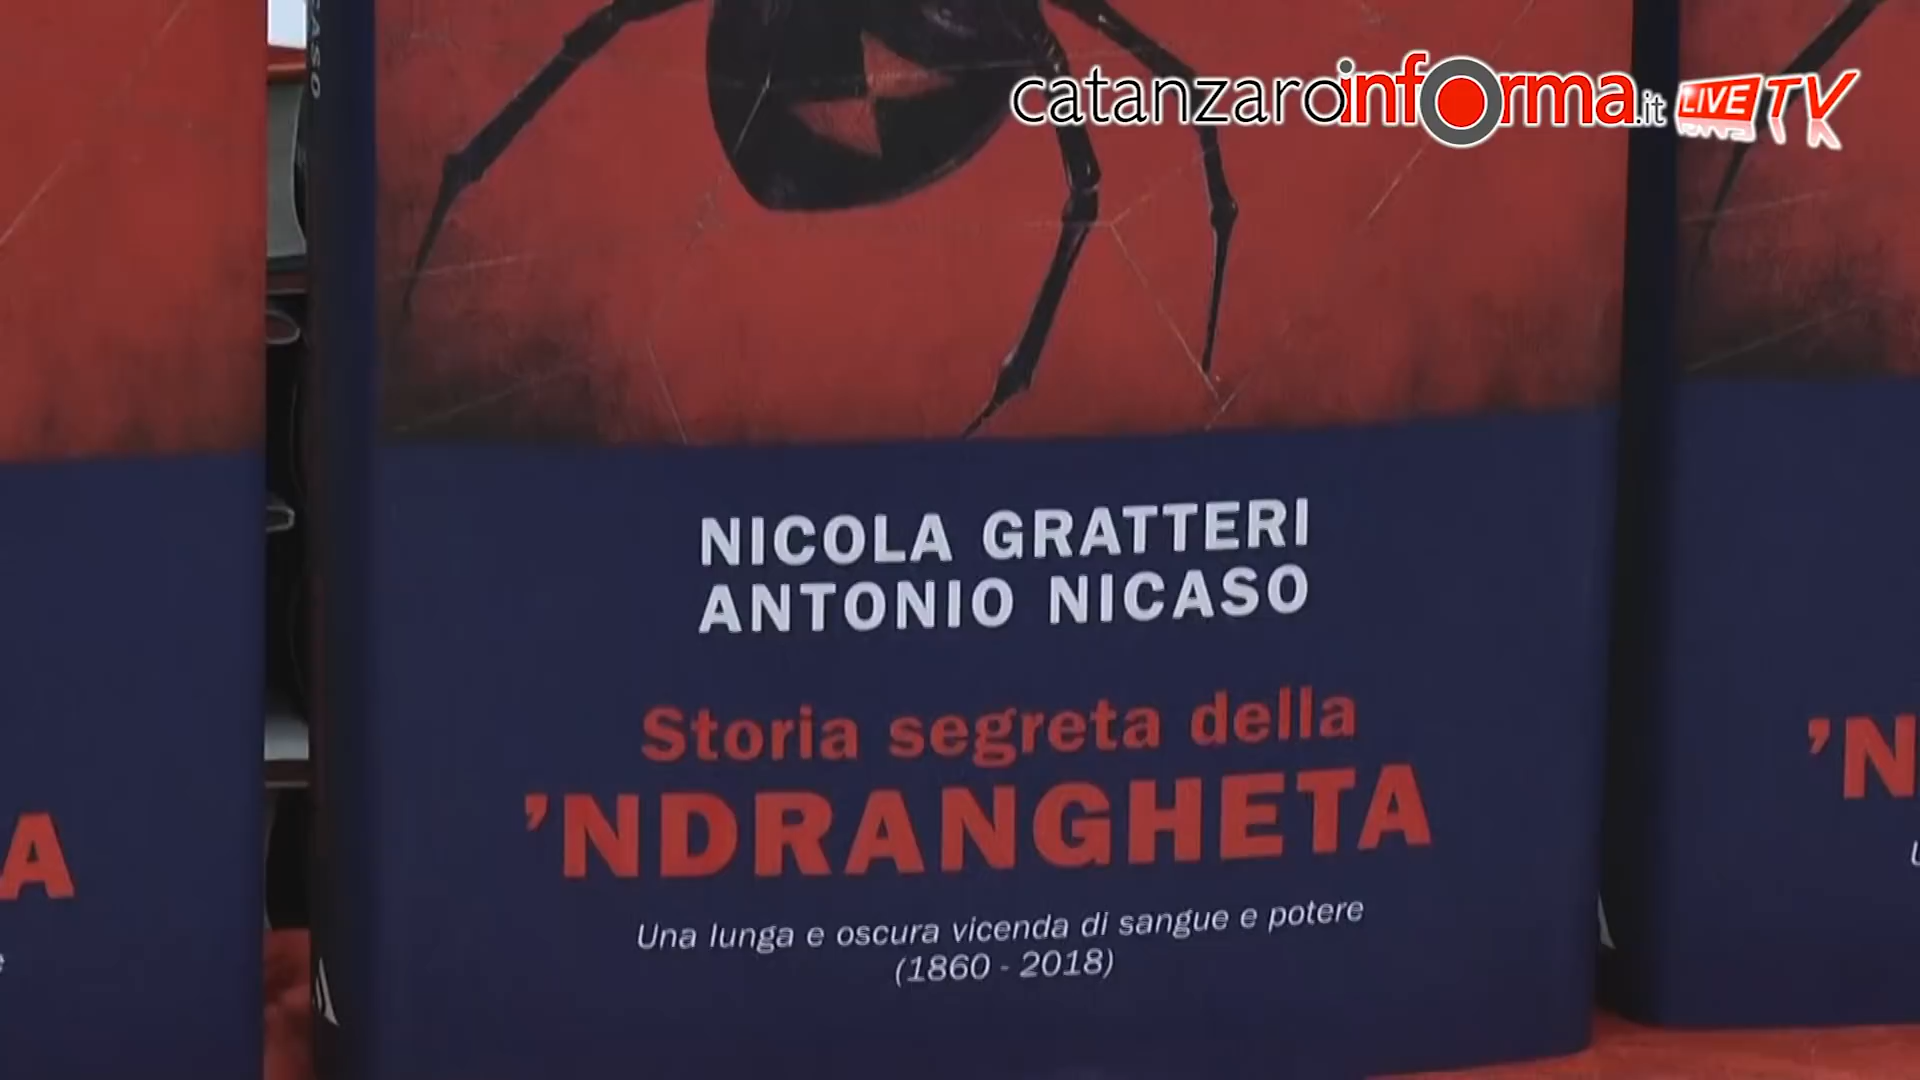 CASO
catanzaroinforma.it LIVE TV
NICOLA GRATTERI
ANTONIO NICASO
Storia segreta della
'NDRANGHETA
Una lunga e oscura vicenda di sangue e potere
(1860 - 2018)
A
e
'N
U